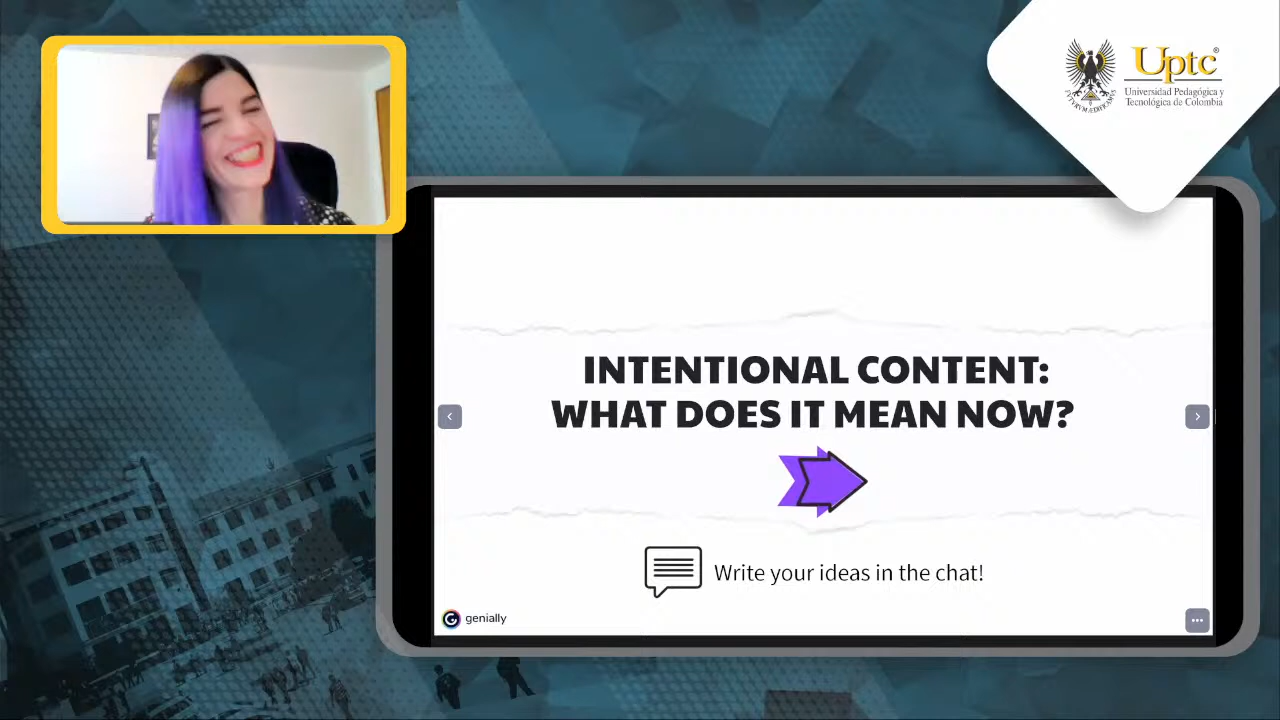 Uptc®
Universidad Pedagógica y
Tecnológica de Colombia
INTENTIONAL CONTENT:
WHAT DOES IT MEAN NOW?
Write your ideas in the chat!
genially